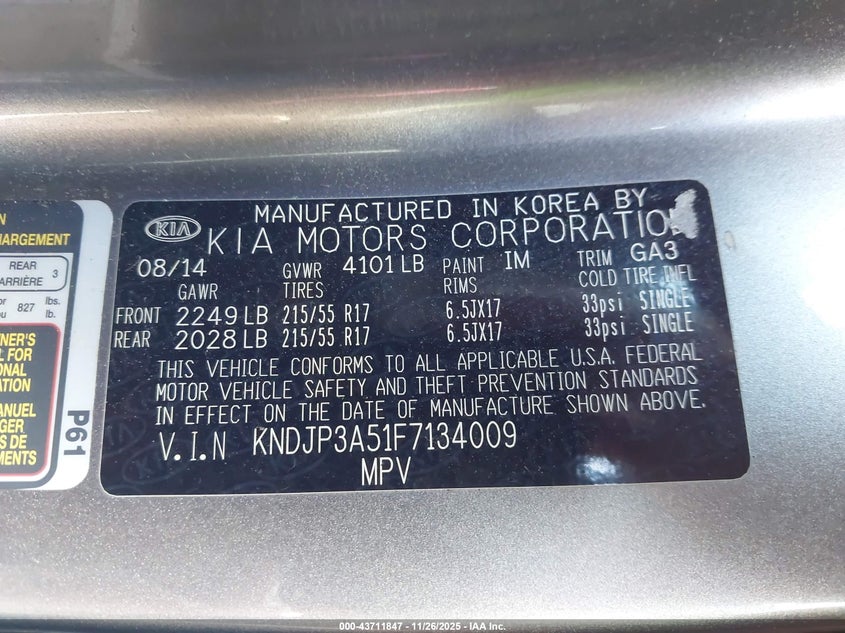 MANUFACTURED IN KOREA BY
KIA KIA MOTORS CORPORATION
08/14 GVWR 4101 LB PAINT IM TRIM GA3
GAWR TIRES RIMS COLD TIRE INFL
FRONT 2249 LB 215/55 R17 6.5JX17 33psi SINGLE
REAR 2028 LB 215/55 R17 6.5JX17 33psi SINGLE
THIS VEHICLE CONFORMS TO ALL APPLICABLE U.S.A. FEDERAL
MOTOR VEHICLE SAFETY AND THEFT PREVENTION STANDARDS
IN EFFECT ON THE DATE OF MANUFACTURE SHOWN ABOVE.
V.I.N KNDJP3A51F7134009
MPV
REAR 3
827 lbs.
lb.
P61
000-43711847 - 11/26/2025 - IAA Inc.